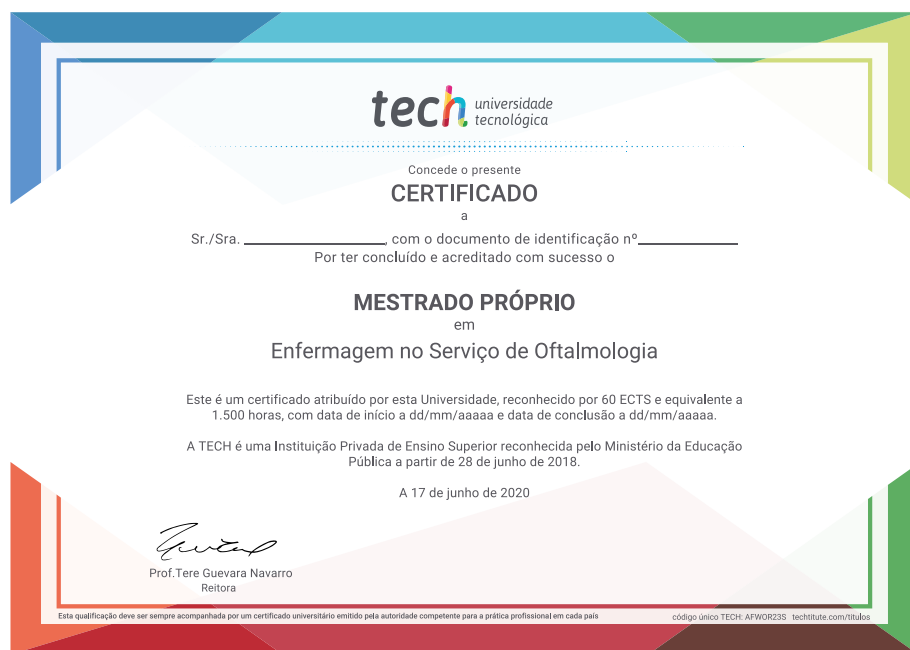 tech universidade
tecnológica
Concede o presente
CERTIFICADO
a
Sr./Sra. ________________, com o documento de identificação nº___________
Por ter concluído e acreditado com sucesso o
MESTRADO PRÓPRIO
em
Enfermagem no Serviço de Oftalmologia
Este é um certificado atribuído por esta Universidade, reconhecido por 60 ECTS e equivalente a
1.500 horas, com data de início a dd/mm/aaaaa e data de conclusão a dd/mm/aaaaa.
A TECH é uma Instituição Privada de Ensino Superior reconhecida pelo Ministério da Educação
Pública a partir de 28 de junho de 2018.
A 17 de junho de 2020
Prof.Tere Guevara Navarro
Reitora
Esta qualificação deve ser sempre acompanhada por um certificado universitário emitido pela autoridade competente para a prática profissional em cada país
código único TECH: AFWOR23S techtitute.com/títulos